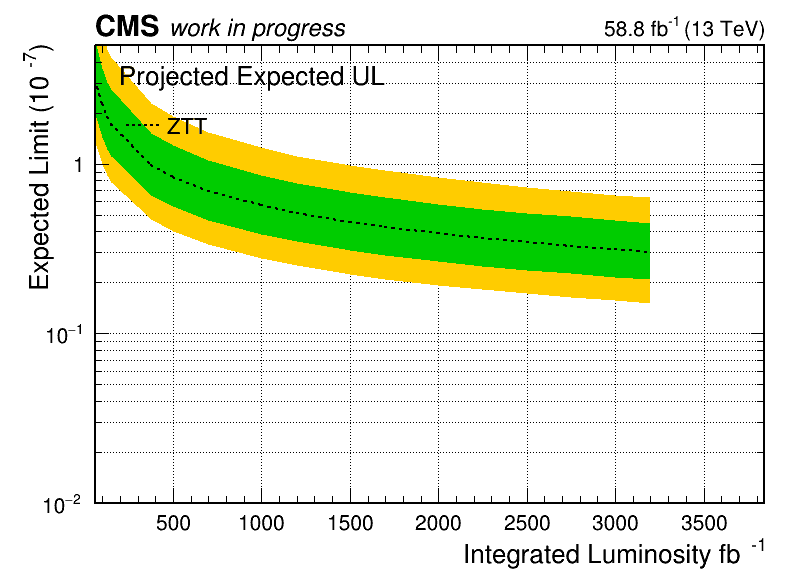 CMS work in progress 58.8 fb⁻¹ (13 TeV)
Expected Limit (10 ⁻⁷)
Projected Expected UL
ZTT
1
10⁻¹
10⁻²
500 1000 1500 2000 2500 3000 3500
Integrated Luminosity fb ⁻¹